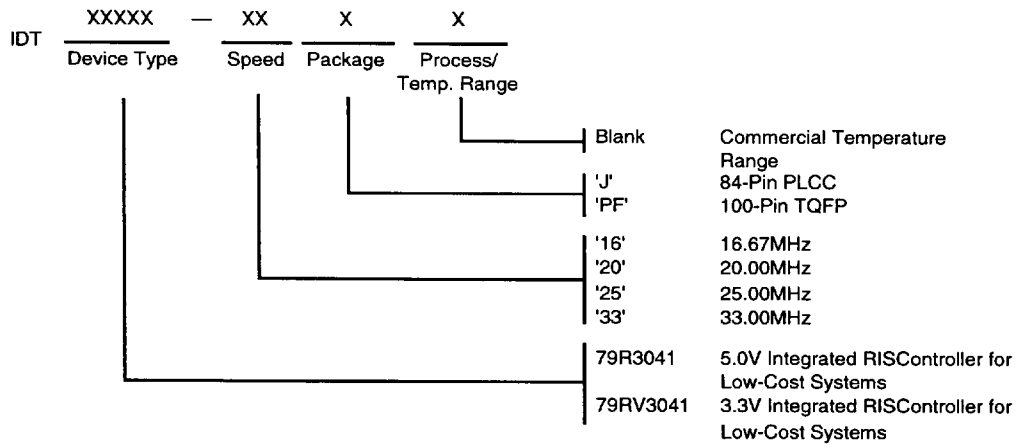 XXXXX — XX X X
IDT
Device Type Speed Package Process/
Temp. Range
Blank Commercial Temperature
Range
'J' 84-Pin PLCC
'PF' 100-Pin TQFP
'16' 16.67MHz
'20' 20.00MHz
'25' 25.00MHz
'33' 33.00MHz
79R3041 5.0V Integrated RISController for
Low-Cost Systems
79RV3041 3.3V Integrated RISController for
Low-Cost Systems